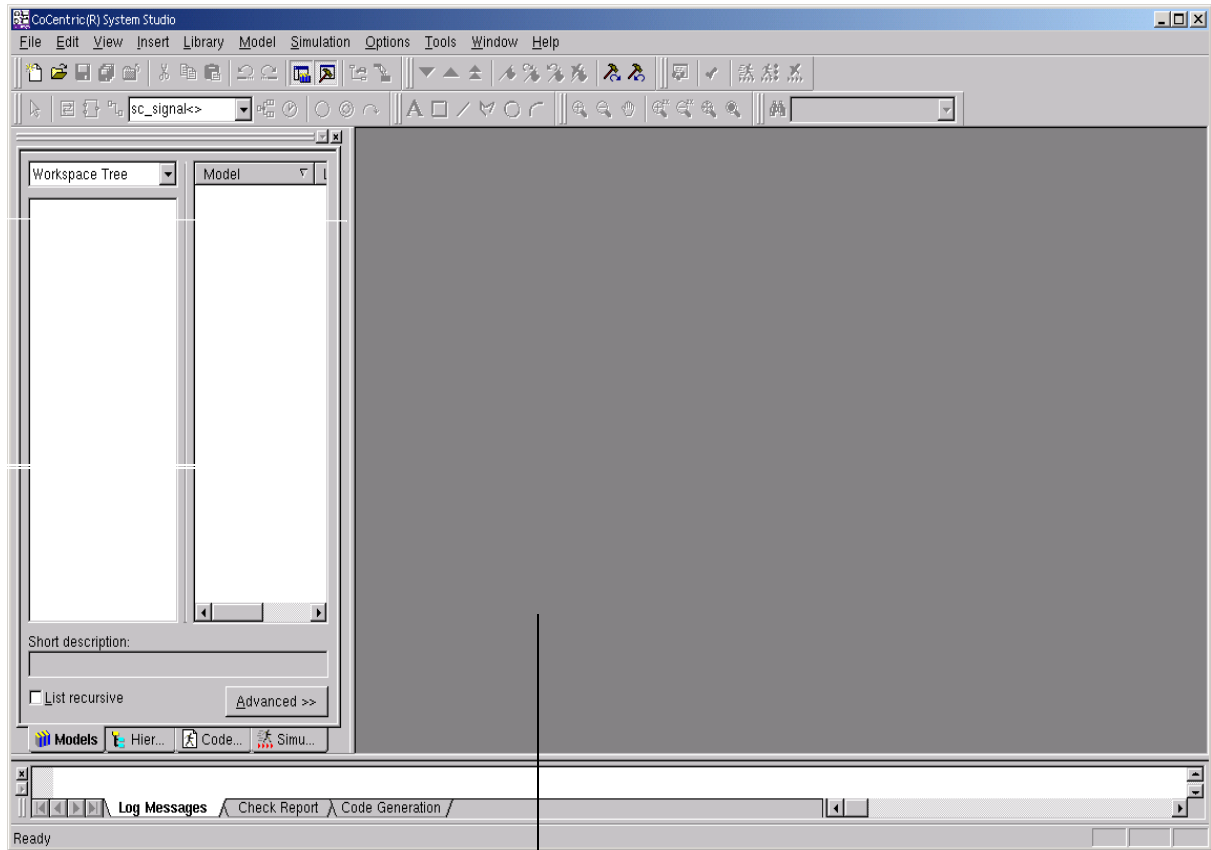 CoCentric(R) System Studio
File Edit View Insert Library Model Simulation Options Tools Window Help
sc_signal<>
A
Workspace Tree
Model
Short description:
List recursive
Advanced >>
Models Hier... Code... Simu...
Log Messages Check Report Code Generation
Ready